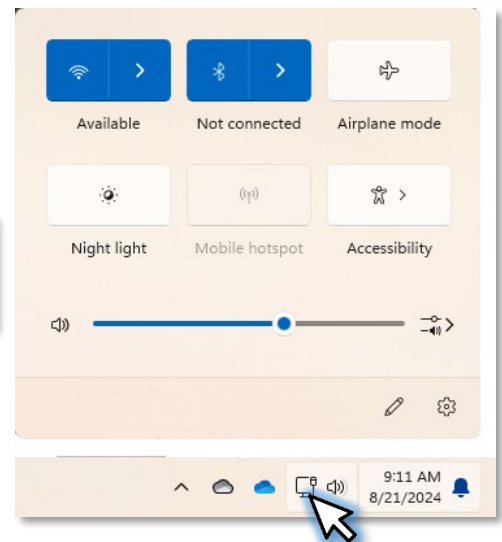 Available Not connected Airplane mode
Night light Mobile hotspot Accessibility
9:11 AM
8/21/2024